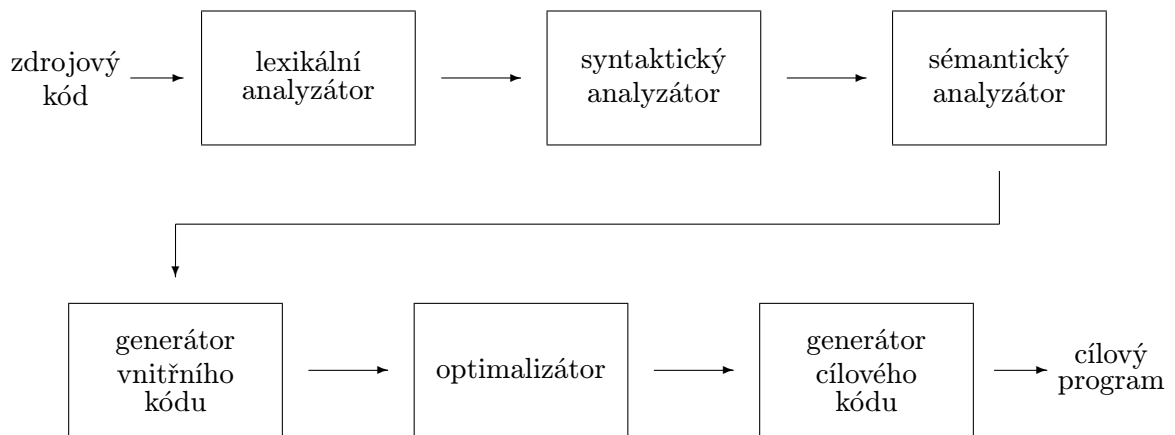 zdrojový
kód
lexikální
analyzátor
syntaktický
analyzátor
sémantický
analyzátor
generátor
vnitřního
kódu
optimalizátor
generátor
cílového
kódu
cílový
program